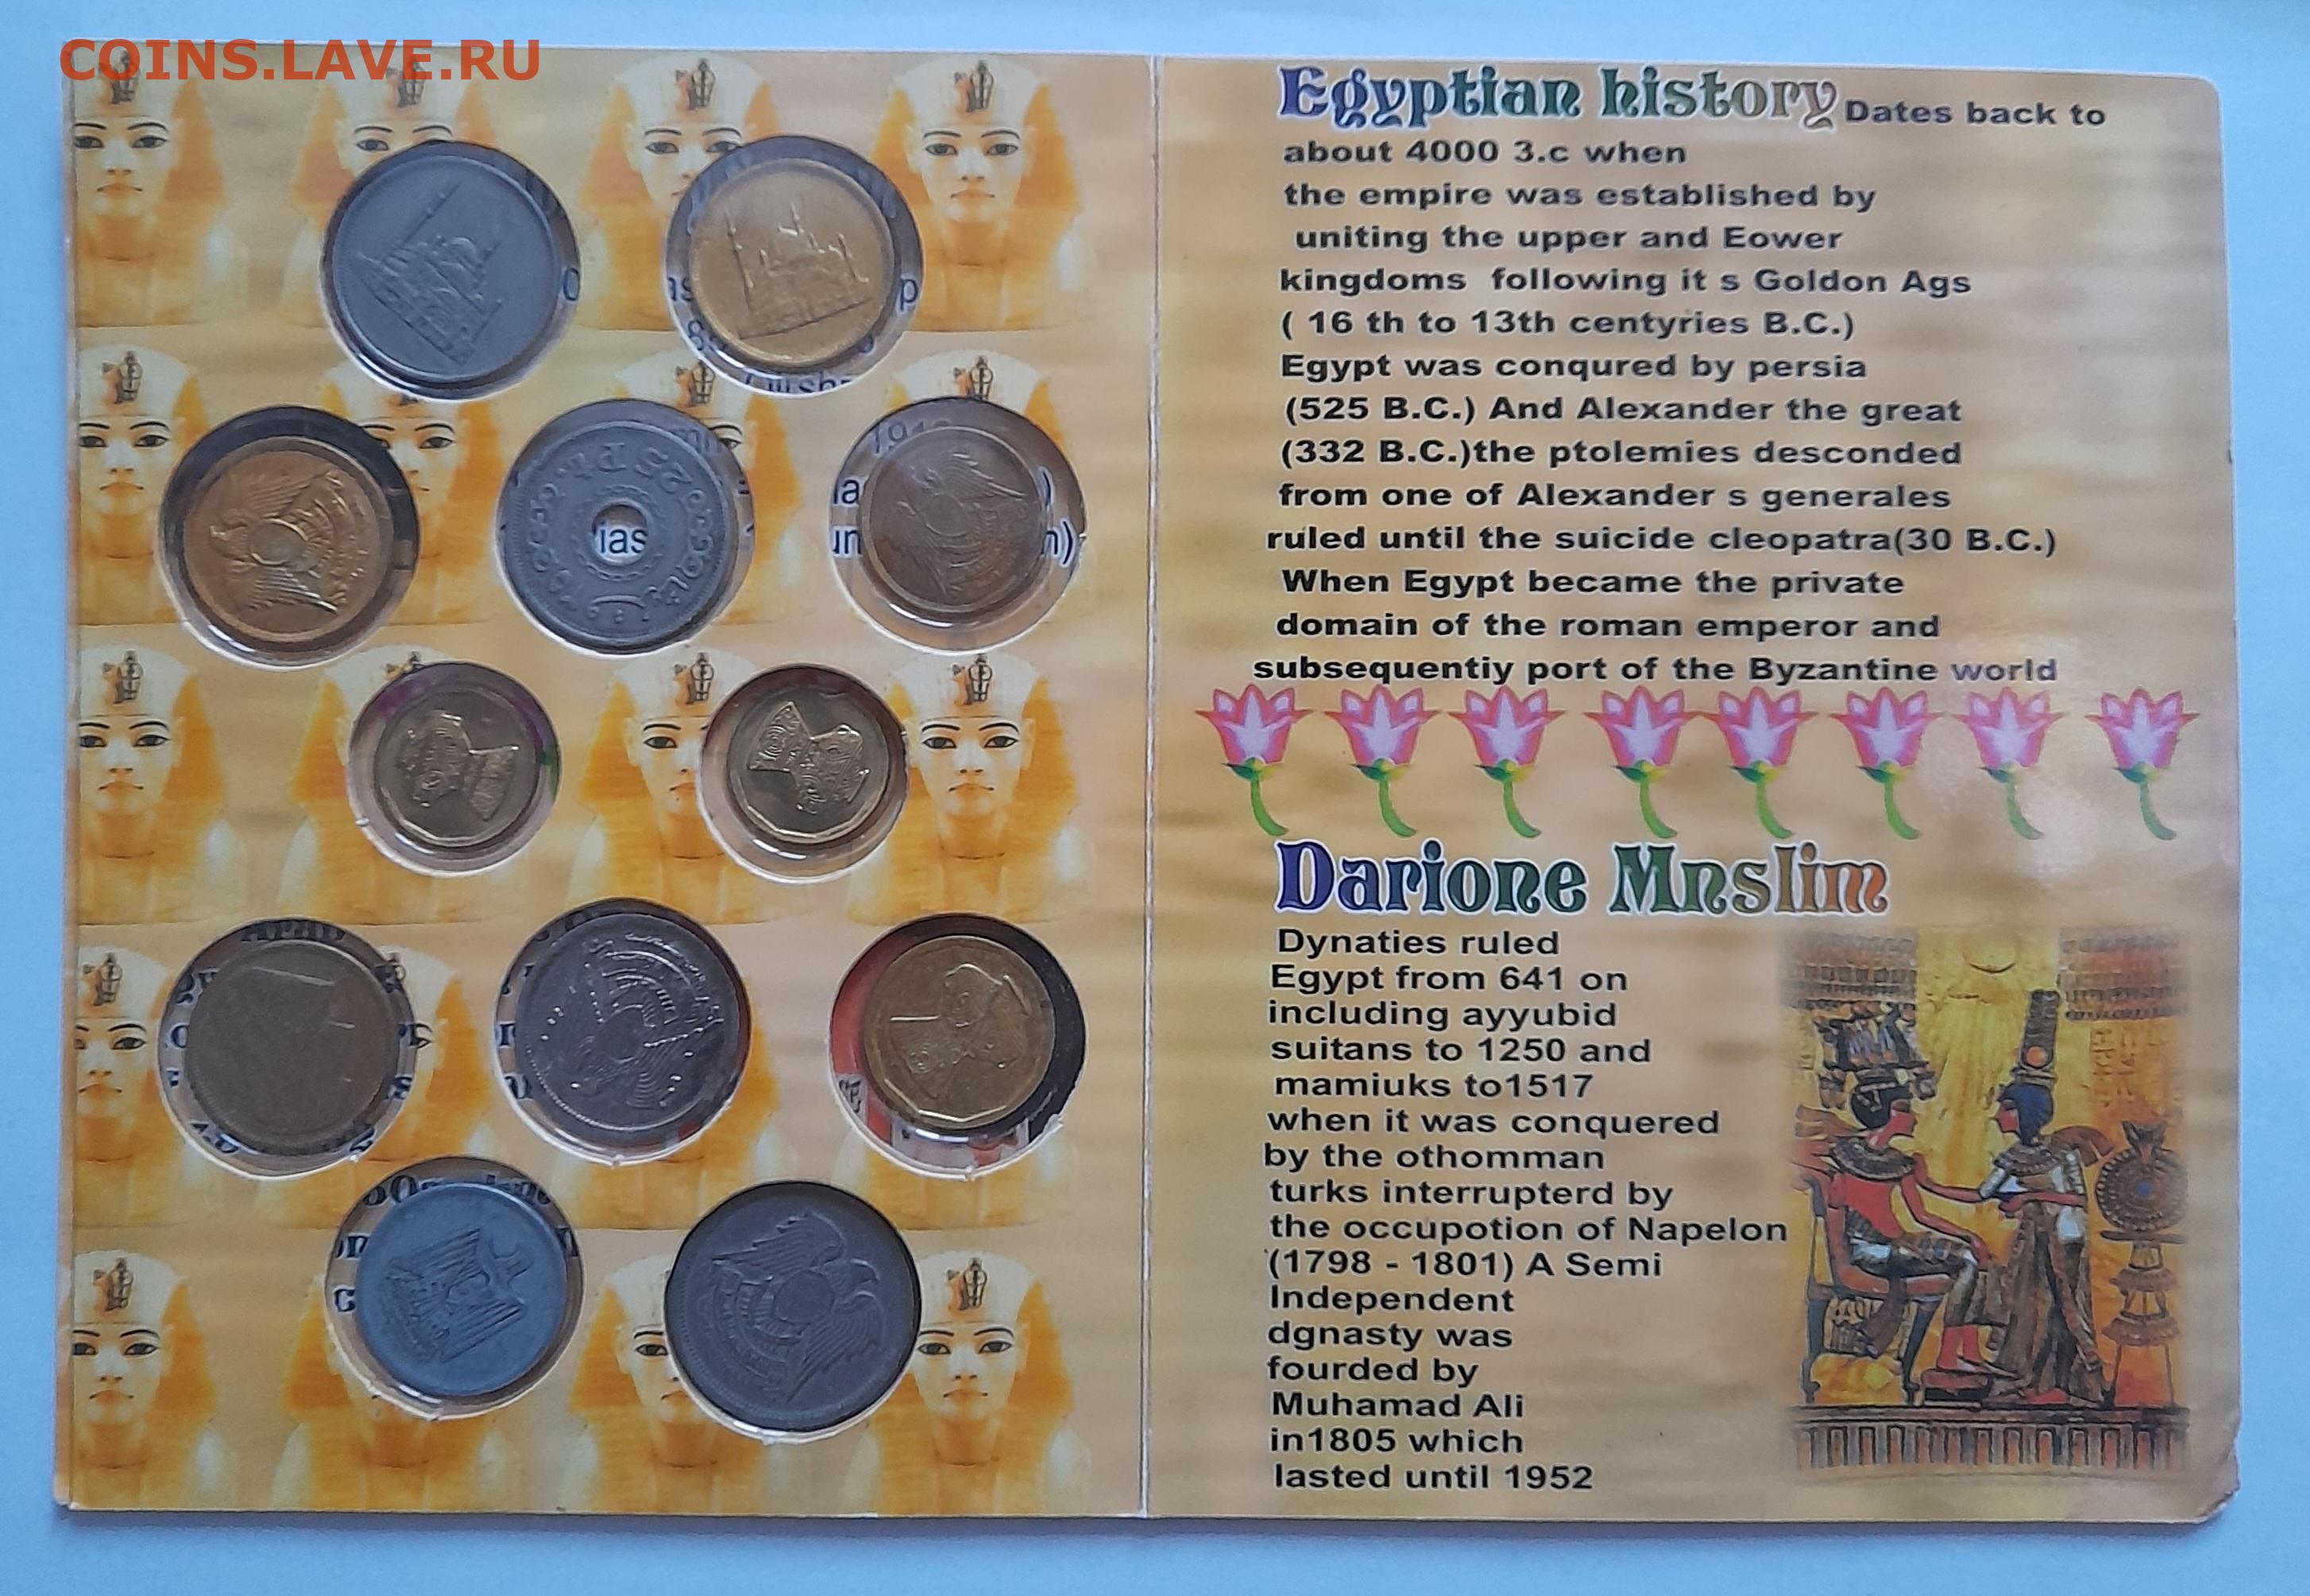 COINS.LAVE.RU
Egyptian history Dates back to
about 4000 3.c when
the empire was established by
uniting the upper and Eower
kingdoms following it s Goldon Ags
( 16 th to 13th centyries B.C.)
Egypt was conqured by persia
(525 B.C.) And Alexander the great
(332 B.C.)the ptolemies desconded
from one of Alexander s generales
ruled until the suicide cleopatra(30 B.C.)
When Egypt became the private
domain of the roman emperor and
subsequentiy port of the Byzantine world
Darione Mnslim
Dynaties ruled
Egypt from 641 on
including ayyubid
suitans to 1250 and
mamiuks to1517
when it was conquered
by the othomman
turks interrupterd by
the occupotion of Napelon
(1798 - 1801) A Semi
Independent
dgnasty was
fourded by
Muhamad Ali
in1805 which
lasted until 1952